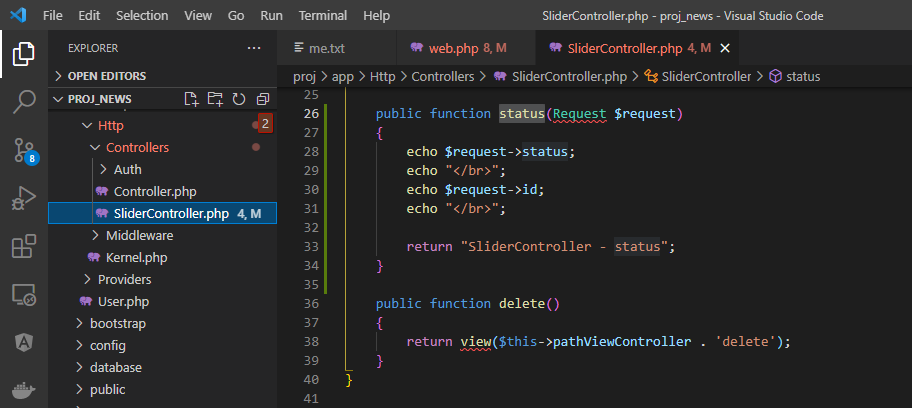 File Edit Selection View Go Run Terminal Help SliderController.php - proj_news - Visual Studio Code
EXPLORER ···
OPEN EDITORS
PROJ_NEWS
Http 2
Controllers
Auth
Controller.php
SliderController.php 4, M
Middleware
Kernel.php
Providers
User.php
bootstrap
config
database
public
8
me.txt web.php 8, M SliderController.php 4, M
proj > app > Http > Controllers > SliderController.php > SliderController > status
25
26 public function status(Request $request)
27 {
28 echo $request->status;
29 echo "</br>";
30 echo $request->id;
31 echo "</br>";
32
33 return "SliderController - status";
34 }
35
36 public function delete()
37 {
38 return view($this->pathViewController . 'delete');
39 }
40 }
41